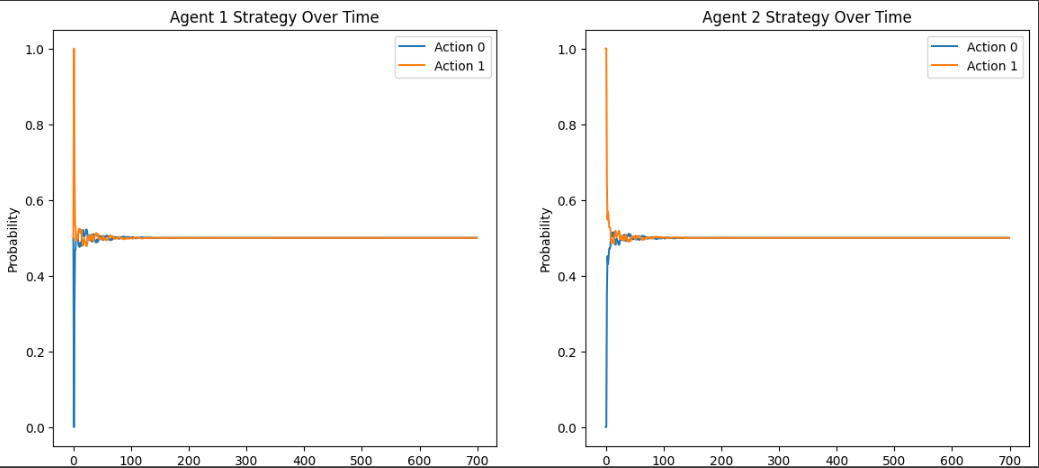 Agent 1 Strategy Over Time
Action 0
Action 1
Probability
1.0
0.8
0.6
0.4
0.2
0.0
0 100 200 300 400 500 600 700
Agent 2 Strategy Over Time
Action 0
Action 1
Probability
1.0
0.8
0.6
0.4
0.2
0.0
0 100 200 300 400 500 600 700